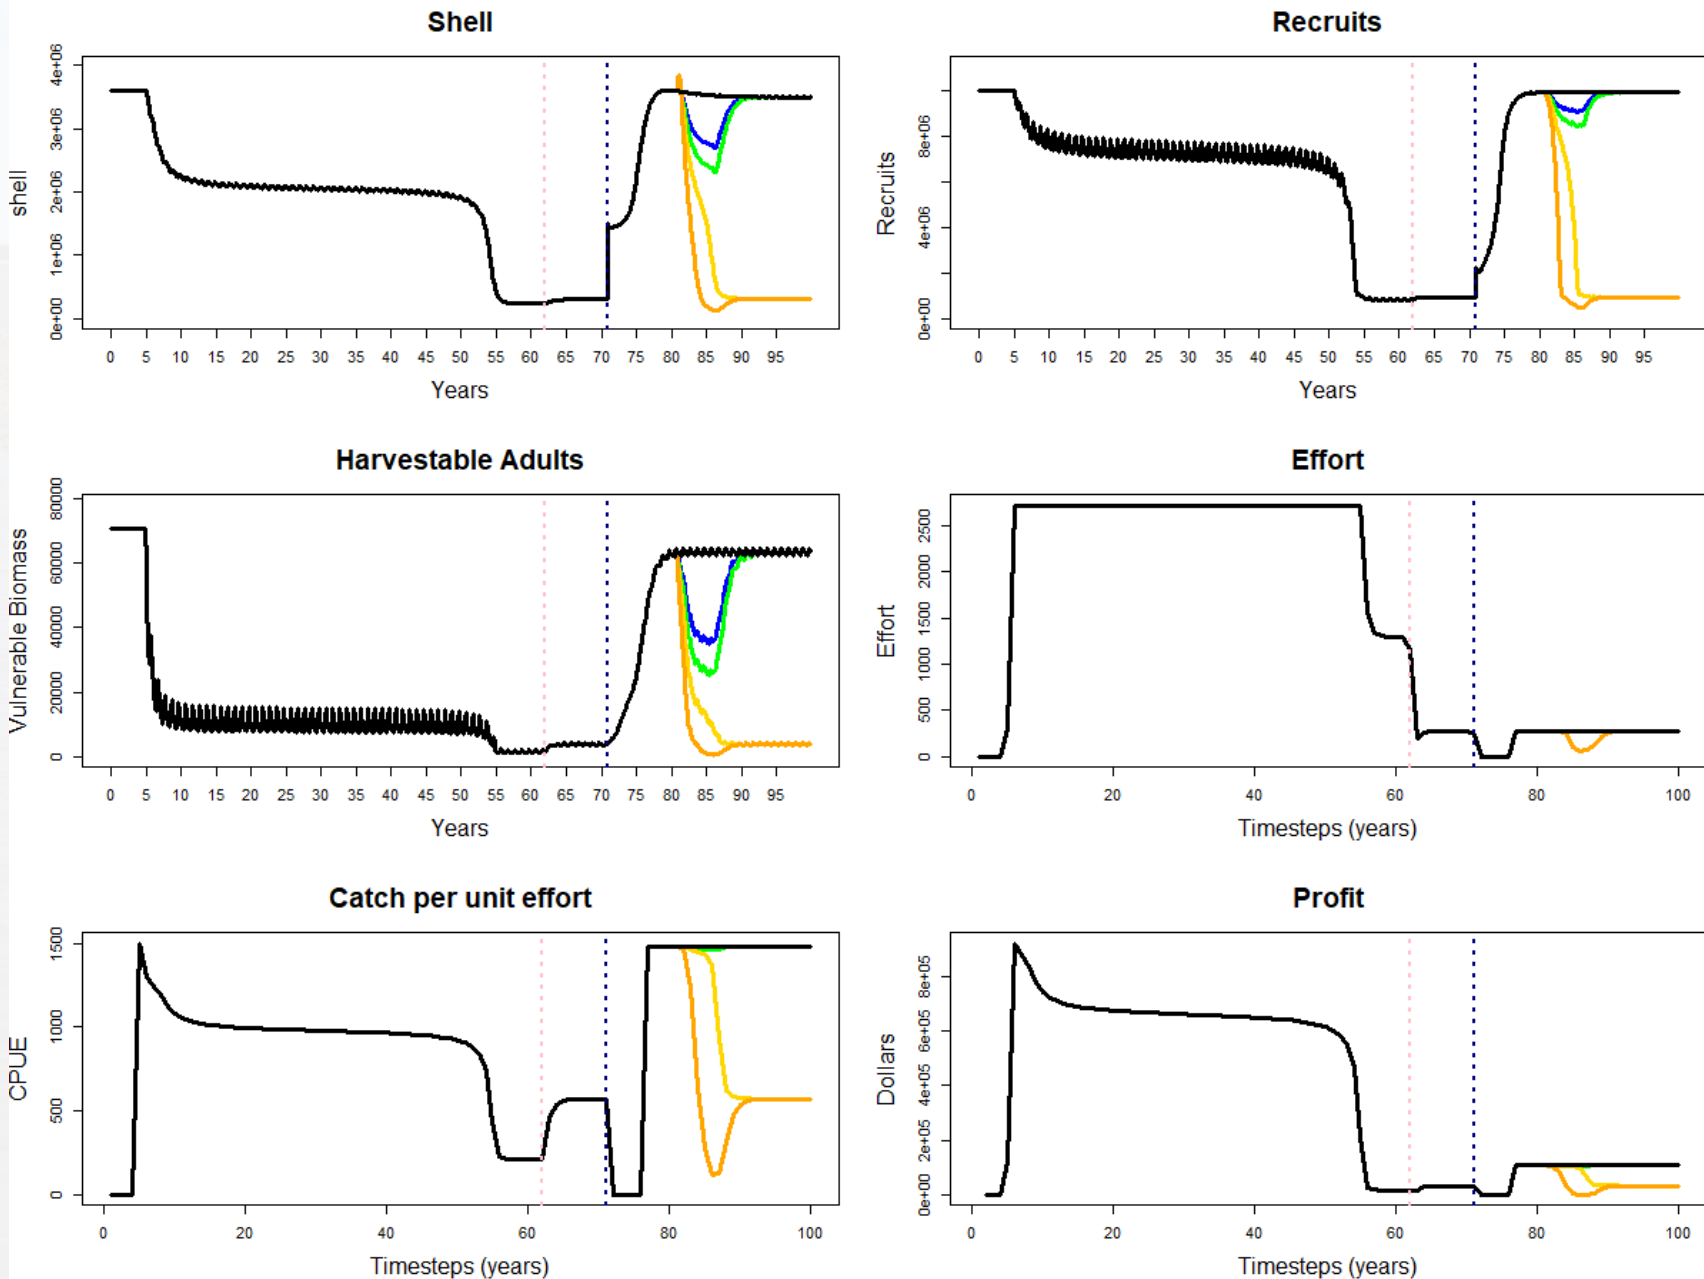 Shell
shell
0e+00 1e+06 2e+06 3e+06 4e+06
0 5 10 15 20 25 30 35 40 45 50 55 60 65 70 75 80 85 90 95
Years
Recruits
Recruits
0e+00 4e+06 8e+06
0 5 10 15 20 25 30 35 40 45 50 55 60 65 70 75 80 85 90 95
Years
Harvestable Adults
Vulnerable Biomass
0 20000 40000 60000 80000
0 5 10 15 20 25 30 35 40 45 50 55 60 65 70 75 80 85 90 95
Years
Effort
Effort
0 500 1000 1500 2000 2500
0 20 40 60 80 100
Timesteps (years)
Catch per unit effort
CPUE
0 500 1000 1500
0 20 40 60 80 100
Timesteps (years)
Profit
Dollars
0e+00 2e+05 4e+05 6e+05 8e+05
0 20 40 60 80 100
Timesteps (years)